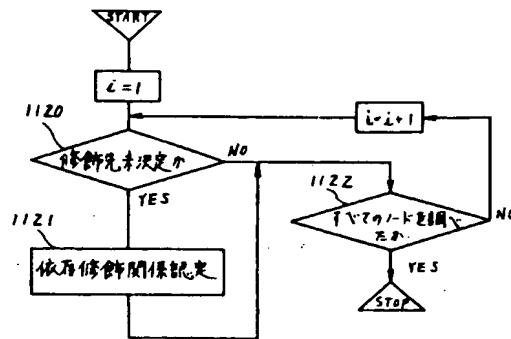 START
i=1
1120
i=i+1
修飾先未決定か
NO
YES
1122
1121
すべてのノードを調べ
たか
NO
依存修飾関係認定
YES
STOP